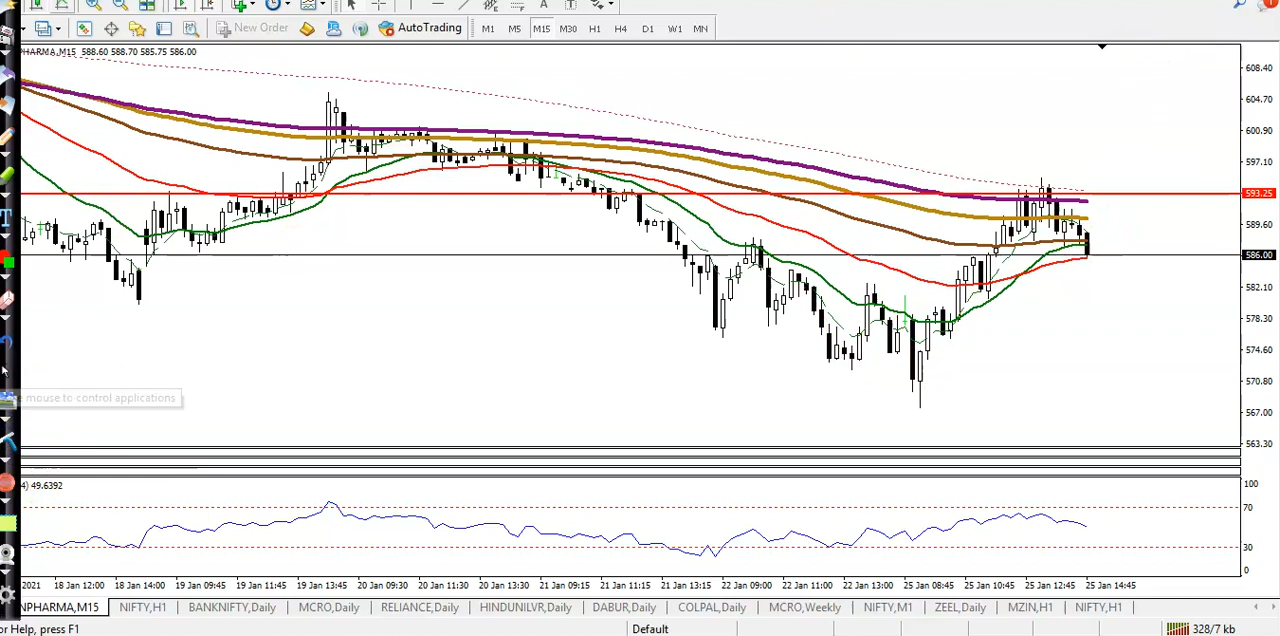 New Order
AutoTrading
M1 M5 M15 M30 H1 H4 D1 W1 MN
NPHARMA,M15 588.60 588.70 585.75 586.00
608.40
604.70
600.90
597.10
593.25
589.60
586.00
582.10
578.30
574.60
570.80
567.00
563.30
e mouse to control applications
4) 49.6392
100
70
30
0
2021 18 Jan 12:00 18 Jan 14:00 19 Jan 09:45 19 Jan 11:45 19 Jan 13:45 20 Jan 09:30 20 Jan 11:30 20 Jan 13:30 21 Jan 09:15 21 Jan 11:15 21 Jan 13:15 22 Jan 09:00 22 Jan 11:00 22 Jan 13:00 25 Jan 08:45 25 Jan 10:45 25 Jan 12:45 25 Jan 14:45
NPHARMA,M15 NIFTY,H1 BANKNIFTY,Daily MCRO,Daily RELIANCE,Daily HINDUNILVR,Daily DABUR,Daily COLPAL,Daily MCRO,Weekly NIFTY,M1 ZEEL,Daily MZIN,H1 NIFTY,H1
or Help, press F1 Default 328/7 kb